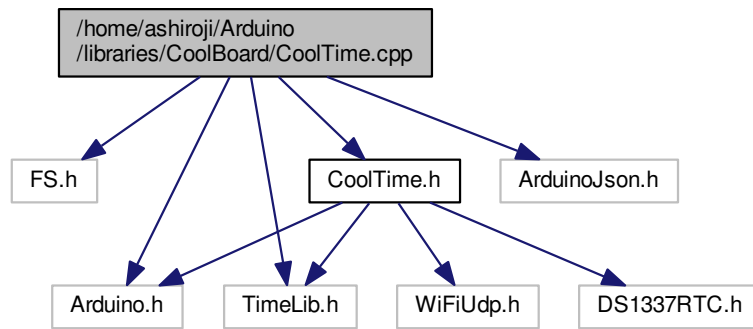 /home/ashiroji/Arduino
/libraries/CoolBoard/CoolTime.cpp
FS.h
CoolTime.h
ArduinoJson.h
Arduino.h
TimeLib.h
WiFiUdp.h
DS1337RTC.h